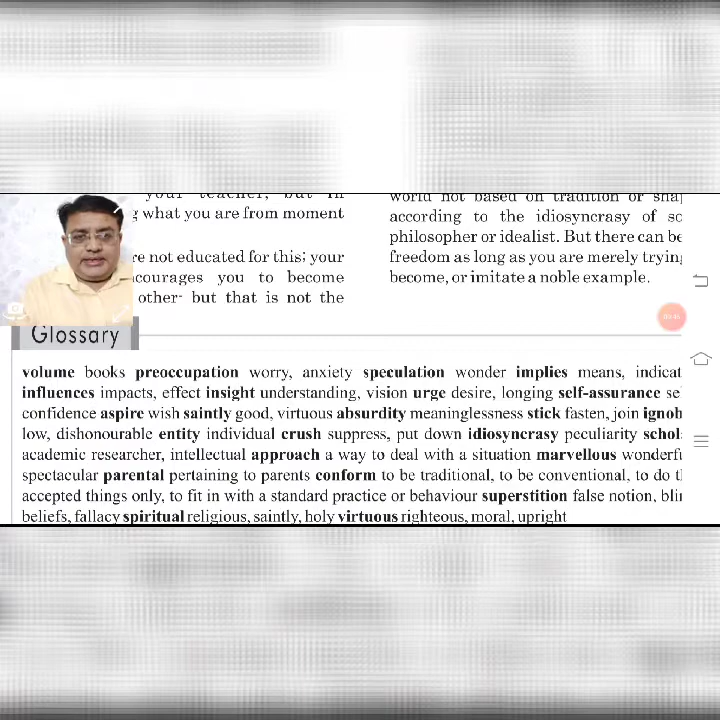 your teacher, but in
g what you are from moment
re not educated for this; your
courages you to become
other- but that is not the
world not based on tradition or
according to the idiosyncrasy of
philosopher or idealist. But there can
freedom as long as you are merely
become, or imitate a noble example.
00:45
Glossary
volume books preoccupation worry, anxiety speculation wonder implies means, indicat
influences impacts, effect insight understanding, vision urge desire, longing self-assurance se
confidence aspire wish saintly good, virtuous absurdity meaninglessness stick fasten, join ignob
low, dishonourable entity individual crush suppress, put down idiosyncrasy peculiarity schol
academic researcher, intellectual approach a way to deal with a situation marvellous wonderf
spectacular parental pertaining to parents conform to be traditional, to be conventional, to do
accepted things only, to fit in with a standard practice or behaviour superstition false notion, bli
beliefs, fallacy spiritual religious, saintly, holy virtuous righteous, moral, upright